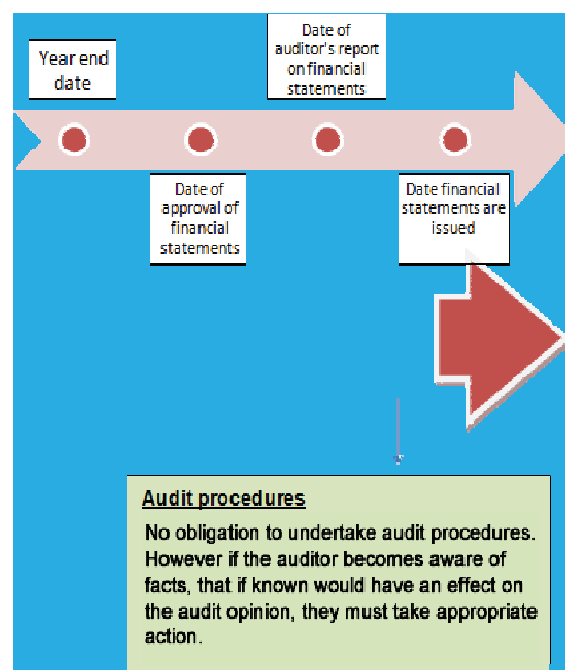 Year end
date
Date of
approval of
financial
statements
Date of
auditor's report
on financial
statements
Date financial
statements are
issued
Audit procedures
No obligation to undertake audit procedures.
However if the auditor becomes aware of
facts, that if known would have an effect on
the audit opinion, they must take appropriate
action.